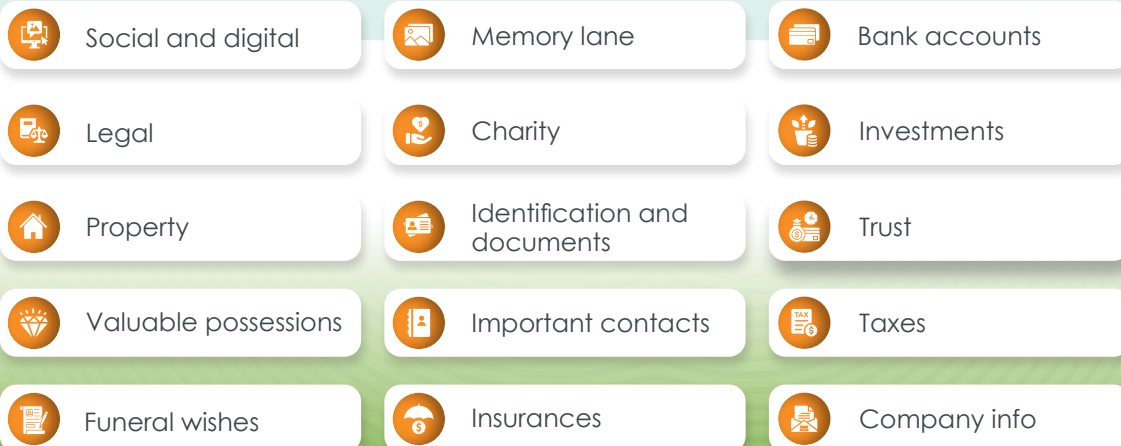 Social and digital
Memory lane
Bank accounts
Legal
Charity
Investments
Property
Identification and
documents
Trust
Valuable possessions
Important contacts
TAX
Taxes
Funeral wishes
Insurances
Company info